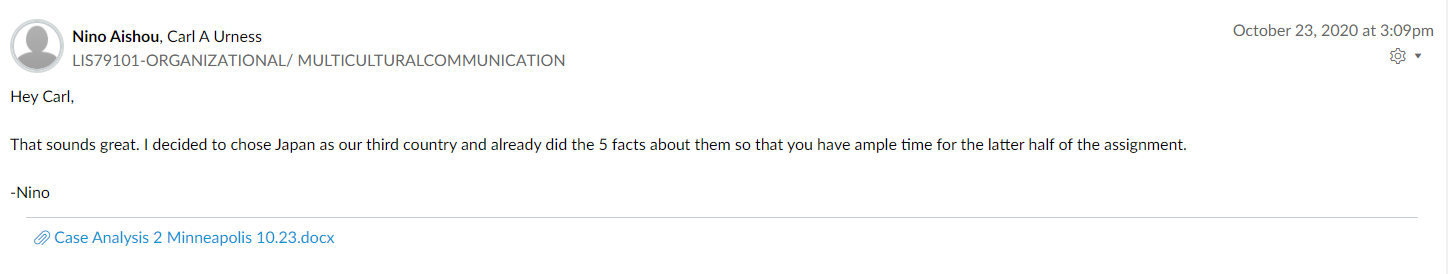 Nino Aishou, Carl A Urness
October 23, 2020 at 3:09pm
LIS79101-ORGANIZATIONAL/ MULTICULTURALCOMMUNICATION
Hey Carl,
That sounds great. I decided to chose Japan as our third country and already did the 5 facts about them so that you have ample time for the latter half of the assignment.
-Nino
Case Analysis 2 Minneapolis 10.23.docx